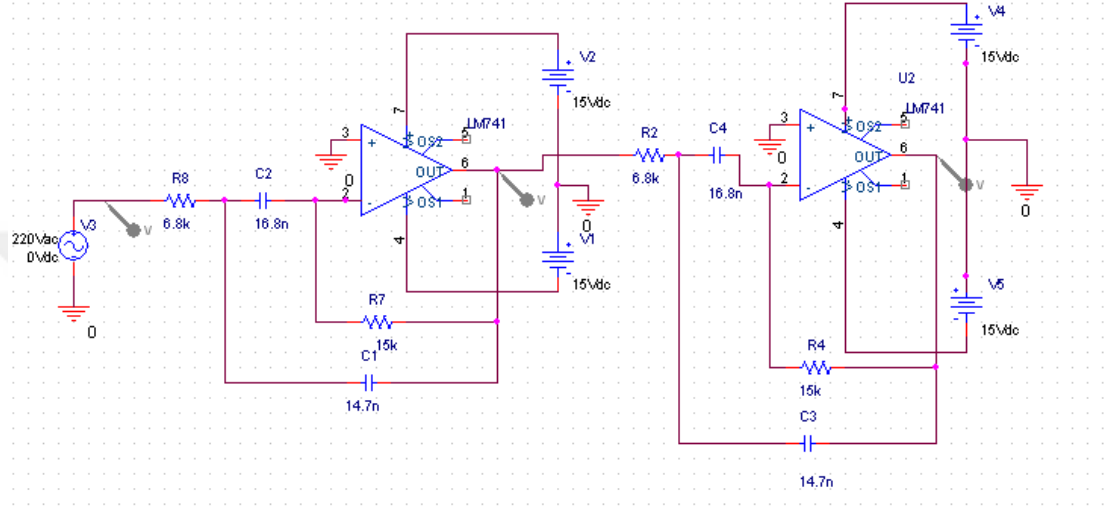 V4
15Vdc
V2
15Vdc
U2
7
LM741
3
+
OS2
5
OUT
6
2
-
OS1
1
4
0
R8
6.8k
C2
16.8n
V
V3
220Vac
0Vdc
0
V
0
V1
15Vdc
R7
15k
C1
14.7n
R2
6.8k
C4
16.8n
7
LM741
3
+
OS2
5
0
OUT
6
2
-
OS1
1
4
V
0
V5
15Vdc
R4
15k
C3
14.7n